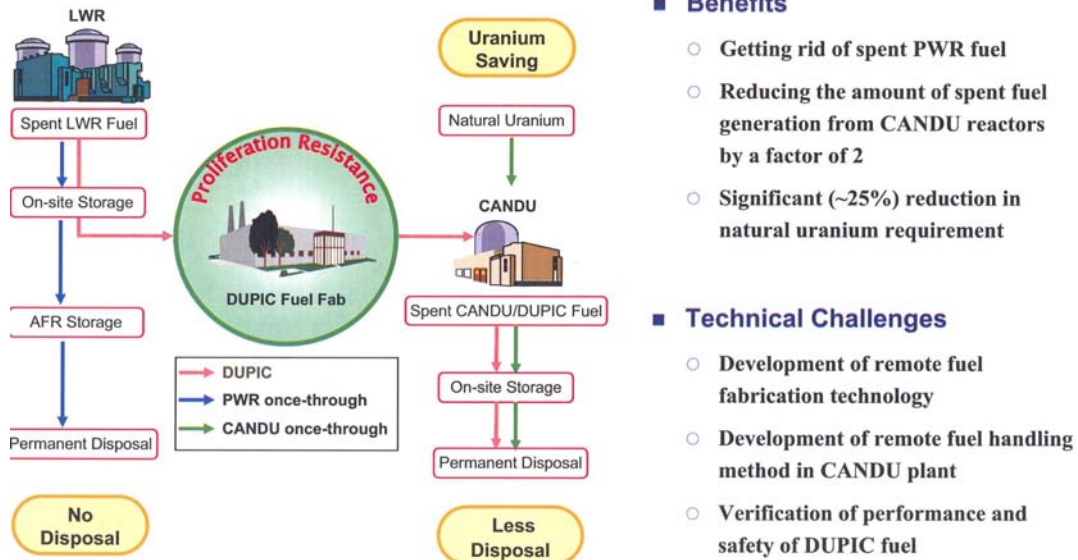 LWR
Spent LWR Fuel
On-site Storage
AFR Storage
Permanent Disposal
No
Disposal
Proliferation Resistance
DUPIC Fuel Fab
DUPIC
PWR once-through
CANDU once-through
Uranium
Saving
Natural Uranium
CANDU
Spent CANDU/DUPIC Fuel
On-site Storage
Permanent Disposal
Less
Disposal
Benefits
Getting rid of spent PWR fuel
Reducing the amount of spent fuel
generation from CANDU reactors
by a factor of 2
Significant (~25%) reduction in
natural uranium requirement
Technical Challenges
Development of remote fuel
fabrication technology
Development of remote fuel handling
method in CANDU plant
Verification of performance and
safety of DUPIC fuel